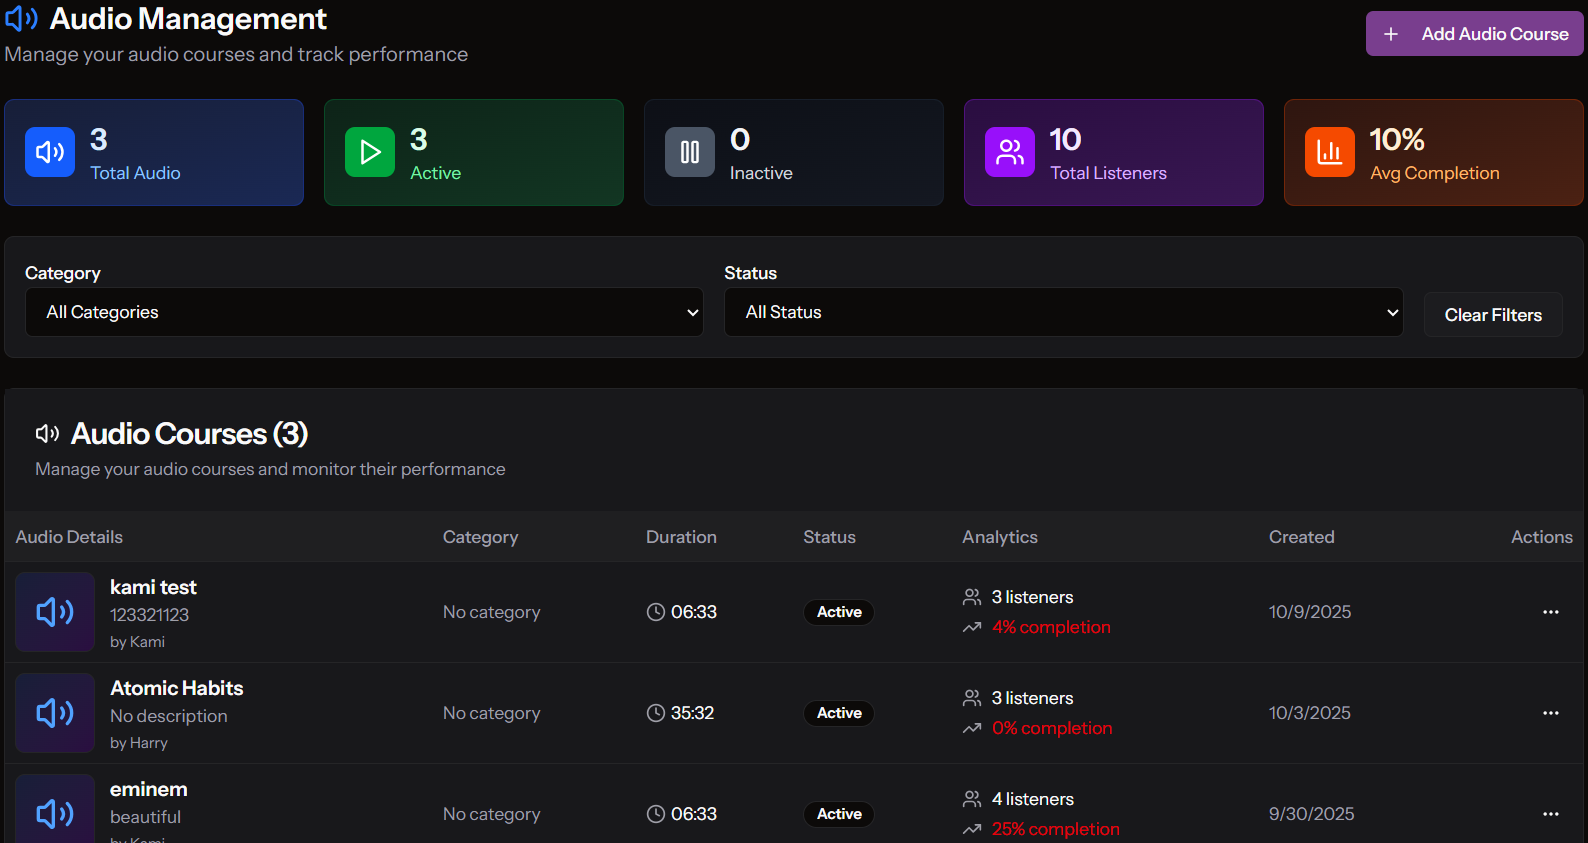 Audio Management
Manage your audio courses and track performance
+ Add Audio Course
3
Total Audio
3
Active
0
Inactive
10
Total Listeners
10%
Avg Completion
Category
All Categories
Status
All Status
Clear Filters
Audio Courses (3)
Manage your audio courses and monitor their performance
Audio Details Category Duration Status Analytics Created Actions
kami test
123321123
by Kami
No category
06:33
Active
3 listeners
4% completion
10/9/2025
Atomic Habits
No description
by Harry
No category
35:32
Active
3 listeners
0% completion
10/3/2025
eminem
beautiful
by Kami
No category
06:33
Active
4 listeners
25% completion
9/30/2025